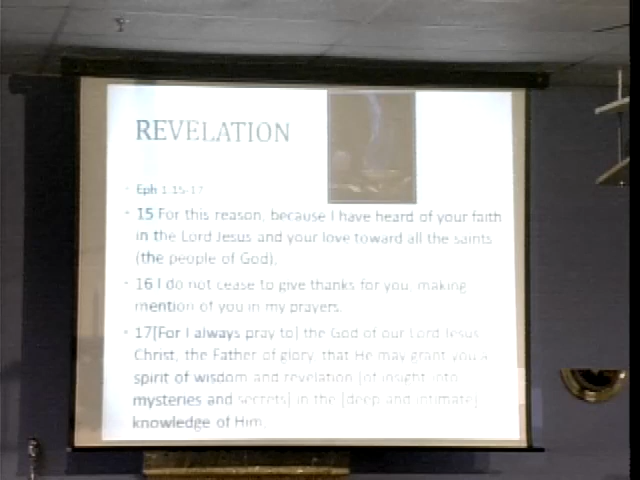 REVELATION
Eph 1:15-17
15 For this reason, because I have heard of your faith
in the Lord Jesus and your love toward all the saints
(the people of God),
16 I do not cease to give thanks for you, making
mention of you in my prayers.
17[For I always pray to] the God of our Lord Jesus
Christ, the Father of glory, that He may grant you a
spirit of wisdom and revelation [of insight into
mysteries and secrets] in the [deep and intimate]
knowledge of Him,